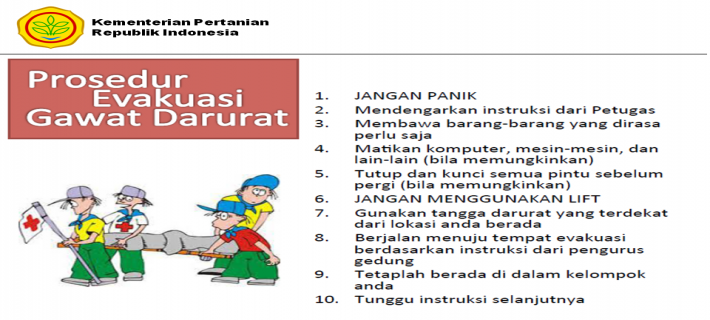 Kementerian Pertanian
Republik Indonesia
Prosedur
Evakuasi
Gawat Darurat
1. JANGAN PANIK
2. Mendengarkan instruksi dari Petugas
3. Membawa barang-barang yang dirasa
perlu saja
4. Matikan komputer, mesin-mesin, dan
lain-lain (bila memungkinkan)
5. Tutup dan kunci semua pintu sebelum
pergi (bila memungkinkan)
6. JANGAN MENGGUNAKAN LIFT
7. Gunakan tangga darurat yang terdekat
dari lokasi anda berada
8. Berjalan menuju tempat evakuasi
berdasarkan instruksi dari pengurus
gedung
9. Tetaplah berada di dalam kelompok
anda
10. Tunggu instruksi selanjutnya